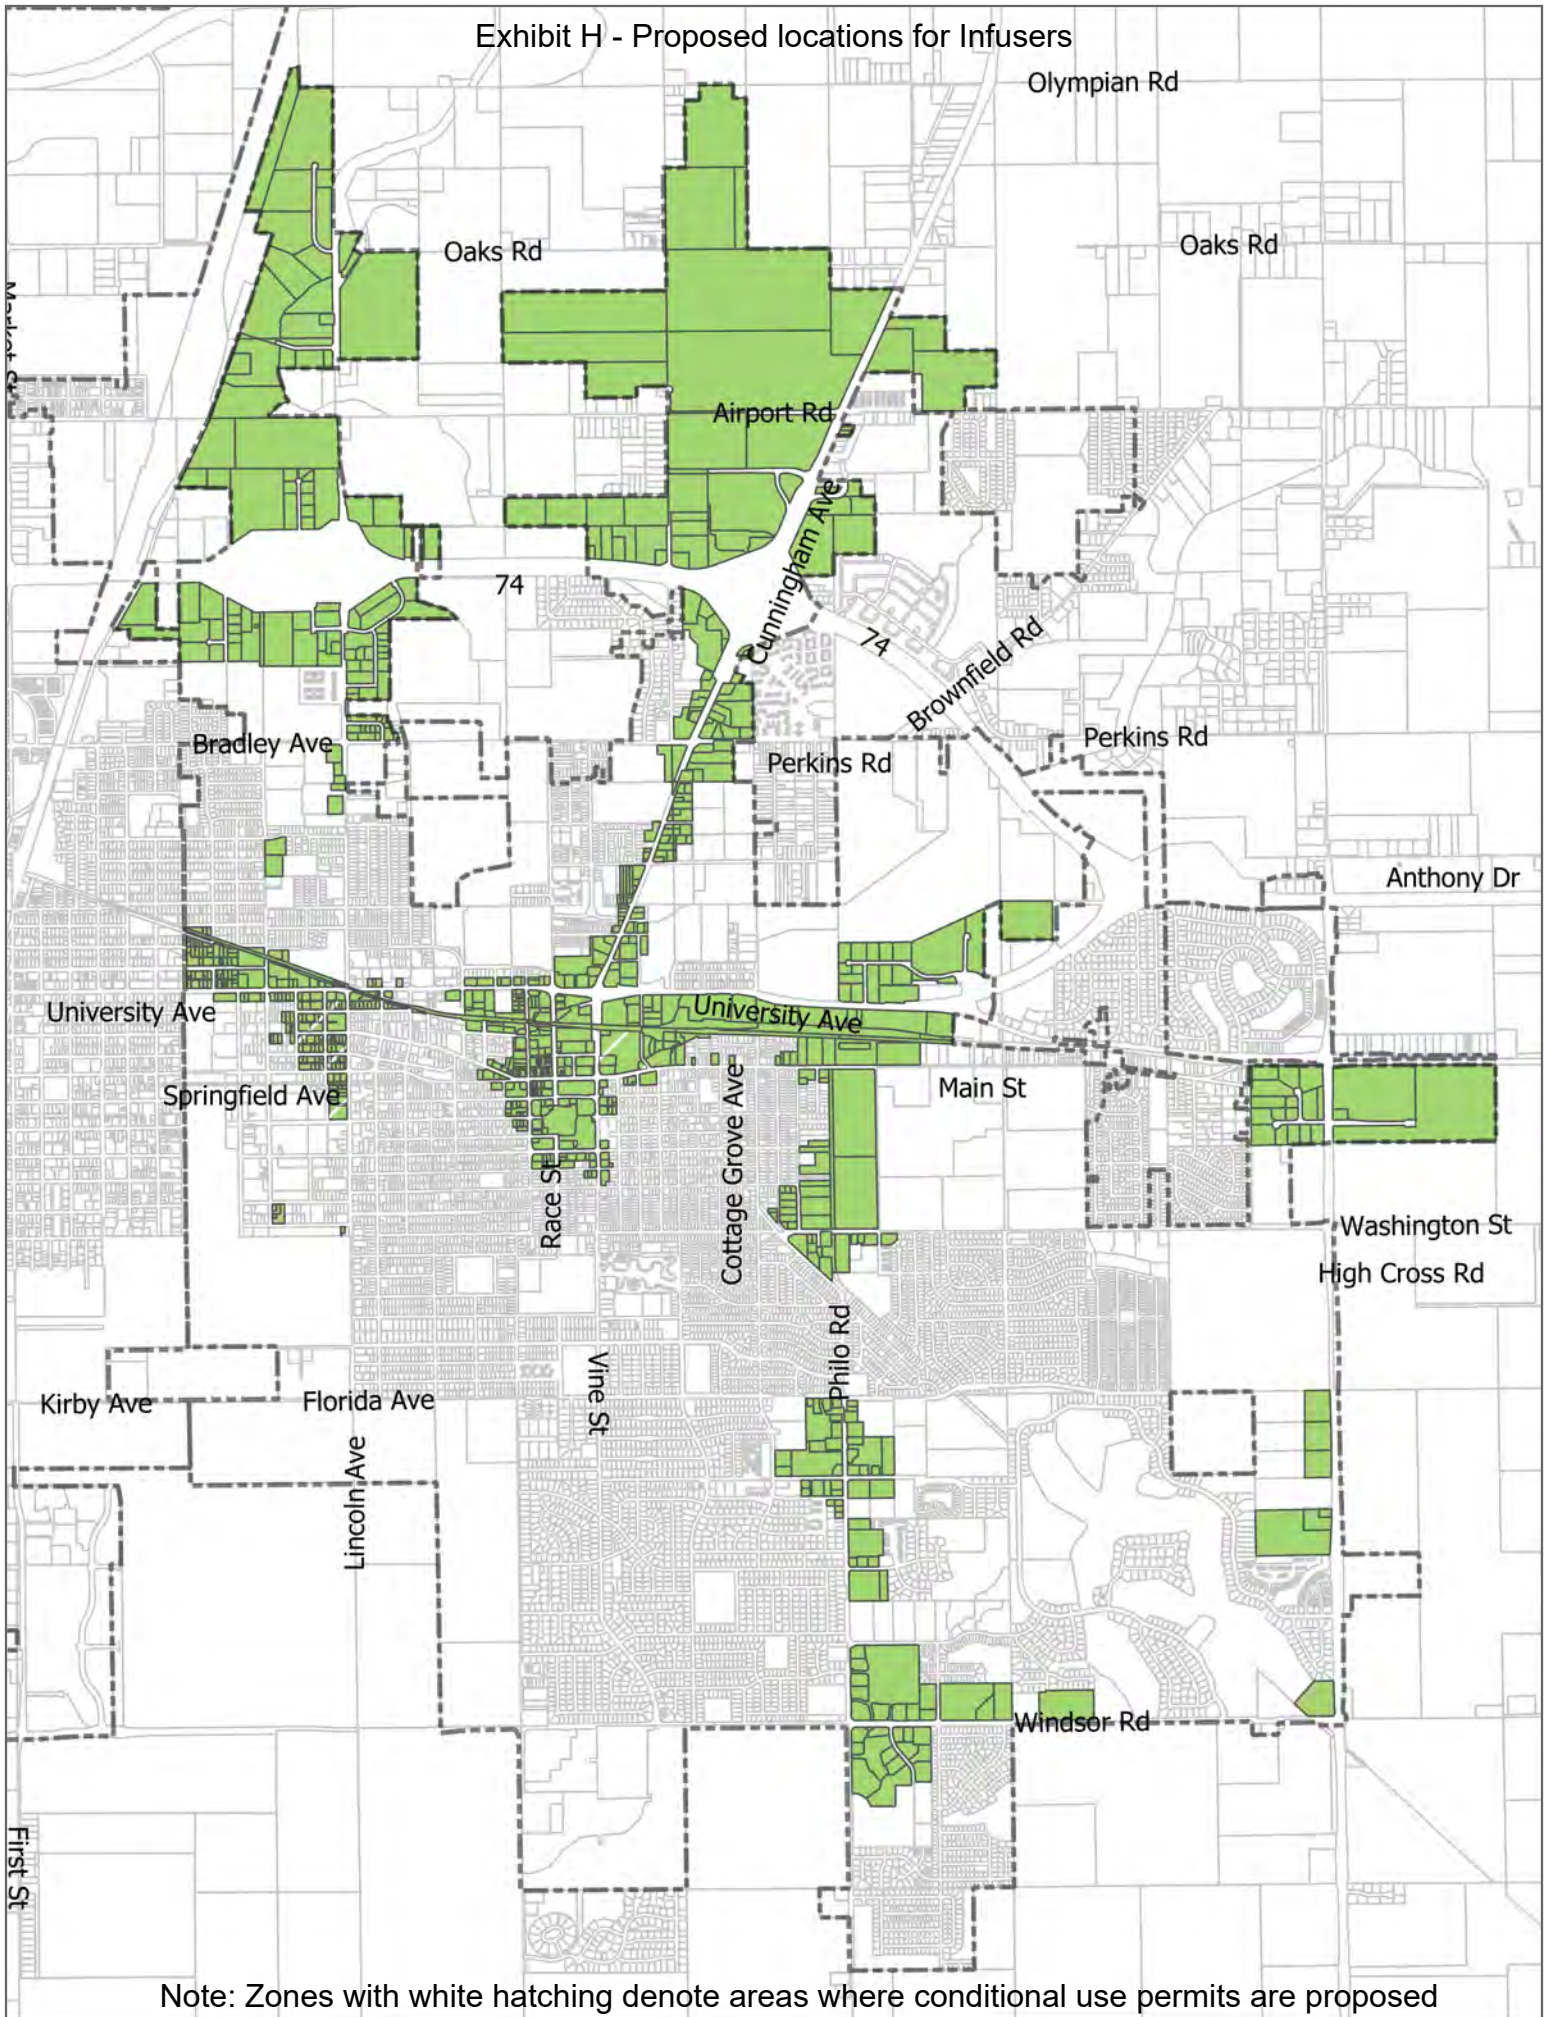 Exhibit H - Proposed locations for Infusers
Olympian Rd
Oaks Rd
Oaks Rd
Market St
Airport Rd
Cunningham Ave
74
74
Brownfield Rd
Bradley Ave
Perkins Rd
Perkins Rd
Anthony Dr
University Ave
University Ave
Springfield Ave
Main St
Cottage Grove Ave
Race St
Washington St
High Cross Rd
Philo Rd
Vine St
Kirby Ave
Florida Ave
Lincoln Ave
Windsor Rd
First St
Note: Zones with white hatching denote areas where conditional use permits are proposed